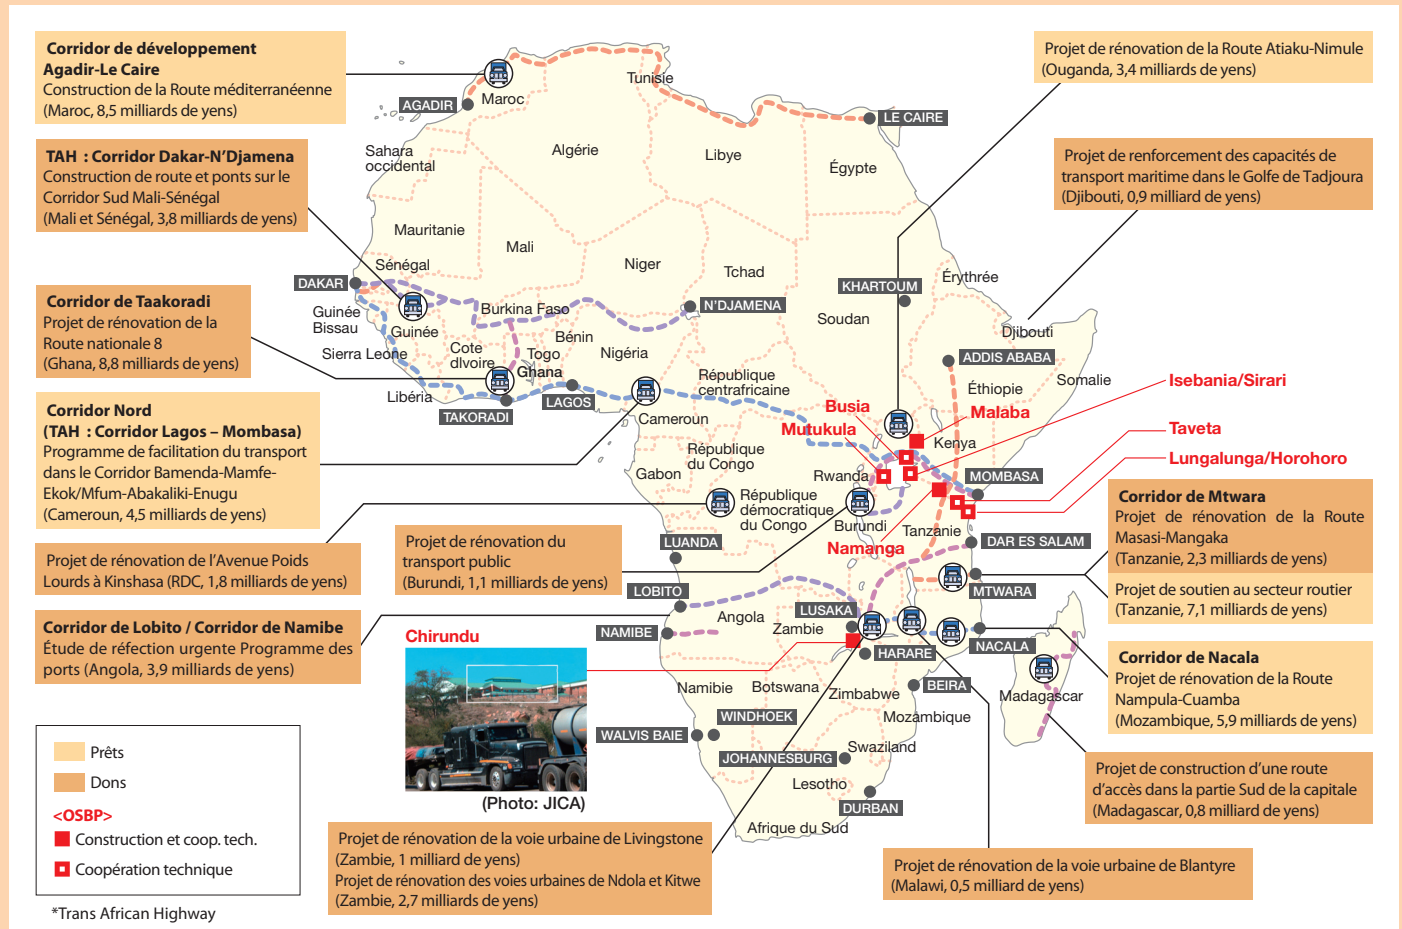 Corridor de développement
Agadir-Le Caire
Construction de la Route méditerranéenne
(Maroc, 8,5 milliards de yens)
TAH : Corridor Dakar-N'Djamena
Construction de route et ponts sur le
Corridor Sud Mali-Sénégal
(Mali et Sénégal, 3,8 milliards de yens)
Corridor de Taakoradi
Projet de rénovation de la
Route nationale 8
(Ghana, 8,8 milliards de yens)
Corridor Nord
(TAH : Corridor Lagos – Mombasa)
Programme de facilitation du transport
dans le Corridor Bamenda-Mamfe-
Ekok/Mfum-Abakaliki-Enugu
(Cameroun, 4,5 milliards de yens)
Projet de rénovation de l'Avenue Poids
Lourds à Kinshasa (RDC, 1,8 milliards de yens)
Corridor de Lobito / Corridor de Namibe
Étude de réfection urgente Programme des
ports (Angola, 3,9 milliards de yens)
Projet de rénovation du
transport public
(Burundi, 1,1 milliards de yens)
Projet de rénovation de la Route Atiaku-Nimule
(Ouganda, 3,4 milliards de yens)
Projet de renforcement des capacités de
transport maritime dans le Golfe de Tadjoura
(Djibouti, 0,9 milliard de yens)
Isebania/Sirari
Taveta
Lungalunga/Horohoro
Corridor de Mtwara
Projet de rénovation de la Route
Masasi-Mangaka
(Tanzanie, 2,3 milliards de yens)
Projet de soutien au secteur routier
(Tanzanie, 7,1 milliards de yens)
Corridor de Nacala
Projet de rénovation de la Route
Nampula-Cuamba
(Mozambique, 5,9 milliards de yens)
Projet de construction d'une route
d'accès dans la partie Sud de la capitale
(Madagascar, 0,8 milliard de yens)
Projet de rénovation de la voie urbaine de Blantyre
(Malawi, 0,5 milliard de yens)
Projet de rénovation de la voie urbaine de Livingstone
(Zambie, 1 milliard de yens)
Projet de rénovation des voies urbaines de Ndola et Kitwe
(Zambie, 2,7 milliards de yens)
AGADIR
Maroc
Tunisie
LE CAIRE
Sahara
occidental
Algérie
Libye
Égypte
Mauritanie
Mali
Niger
Tchad
Sénégal
DAKAR
N'DJAMENA
KHARTOUM
Érythrée
Soudan
Guinée
Bissau
Guinée
Burkina Faso
Bénin
Djibouti
Sierra Leone
Cote
dIvoire
Togo
Ghana
Nigéria
ADDIS ABABA
Éthiopie
Somalie
Libéria
TAKORADI
LAGOS
République
centrafricaine
Cameroun
Busia
Malaba
Mutukula
Kenya
République
du Congo
Gabon
Rwanda
MOMBASA
République
démocratique
du Congo
Burundi
Tanzanie
Namanga
DAR ES SALAM
LUANDA
LOBITO
MTWARA
NAMIBE
Angola
LUSAKA
Zambie
NACALA
HARARE
Chirundu
Namibie
Botswana
Zimbabwe
BEIRA
Madagascar
Mozambique
WINDHOEK
WALVIS BAIE
Swaziland
JOHANNESBURG
Lesotho
DURBAN
Afrique du Sud
(Photo: JICA)
Prêts
Dons
<OSBP>
Construction et coop. tech.
Coopération technique
*Trans African Highway